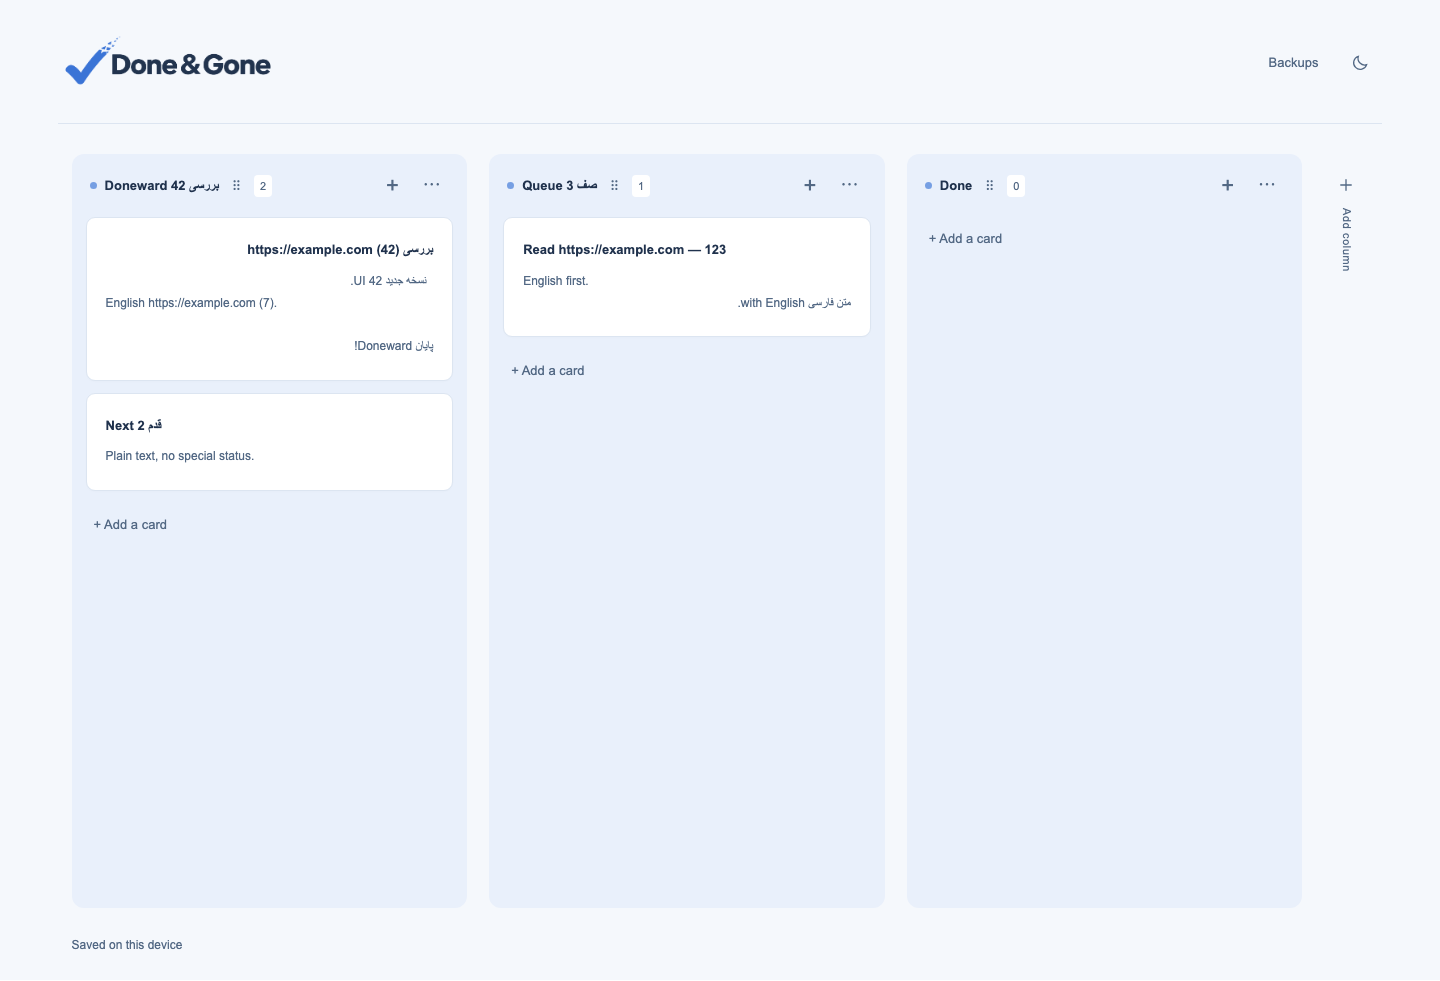 Done & Gone
Backups
Doneward 42 بررسی
2
+
...
بررسی (42) https://example.com
نسخه جدید UI 42.
English https://example.com (7).
پایان Doneward!
Next 2 قدم
Plain text, no special status.
+ Add a card
Queue 3 صف
1
+
...
Read https://example.com — 123
English first.
متن فارسی with English.
+ Add a card
Done
0
+
...
+ Add a card
+
Add column
Saved on this device